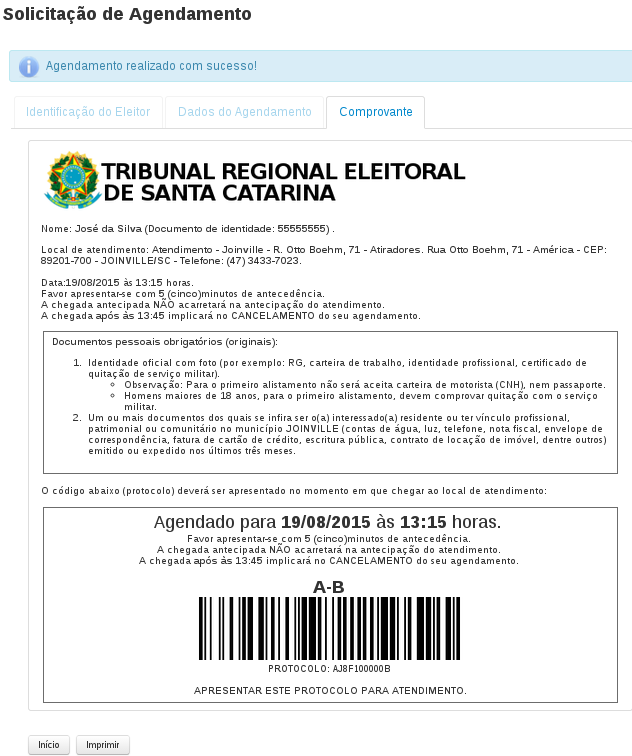 Solicitação de Agendamento
Agendamento realizado com sucesso!
Identificação do Eleitor
Dados do Agendamento
Comprovante
TRIBUNAL REGIONAL ELEITORAL
DE SANTA CATARINA
Nome: José da Silva (Documento de identidade: 55555555) .
Local de atendimento: Atendimento - Joinville - R. Otto Boehm, 71 - Atiradores. Rua Otto Boehm, 71 - América - CEP:
89201-700 - JOINVILLE/SC - Telefone: (47) 3433-7023.
Data:19/08/2015 às 13:15 horas.
Favor apresentar-se com 5 (cinco)minutos de antecedência.
A chegada antecipada NÃO acarretará na antecipação do atendimento.
A chegada após às 13:45 implicará no CANCELAMENTO do seu agendamento.
Documentos pessoais obrigatórios (originais):
1. Identidade oficial com foto (por exemplo: RG, carteira de trabalho, identidade profissional, certificado de
quitação de serviço militar).
Observação: Para o primeiro alistamento não será aceita carteira de motorista (CNH), nem passaporte.
Homens maiores de 18 anos, para o primeiro alistamento, devem comprovar quitação com o serviço
militar.
2. Um ou mais documentos dos quais se infira ser o(a) interessado(a) residente ou ter vínculo profissional,
patrimonial ou comunitário no município JOINVILLE (contas de água, luz, telefone, nota fiscal, envelope de
correspondência, fatura de cartão de crédito, escritura pública, contrato de locação de imóvel, dentre outros)
emitido ou expedido nos últimos três meses.
O código abaixo (protocolo) deverá ser apresentado no momento em que chegar ao local de atendimento:
Agendado para 19/08/2015 às 13:15 horas.
Favor apresentar-se com 5 (cinco)minutos de antecedência.
A chegada antecipada NÃO acarretará na antecipação do atendimento.
A chegada após às 13:45 implicará no CANCELAMENTO do seu agendamento.
A-B
PROTOCOLO: AJ8F100000B
APRESENTAR ESTE PROTOCOLO PARA ATENDIMENTO.
Início
Imprimir